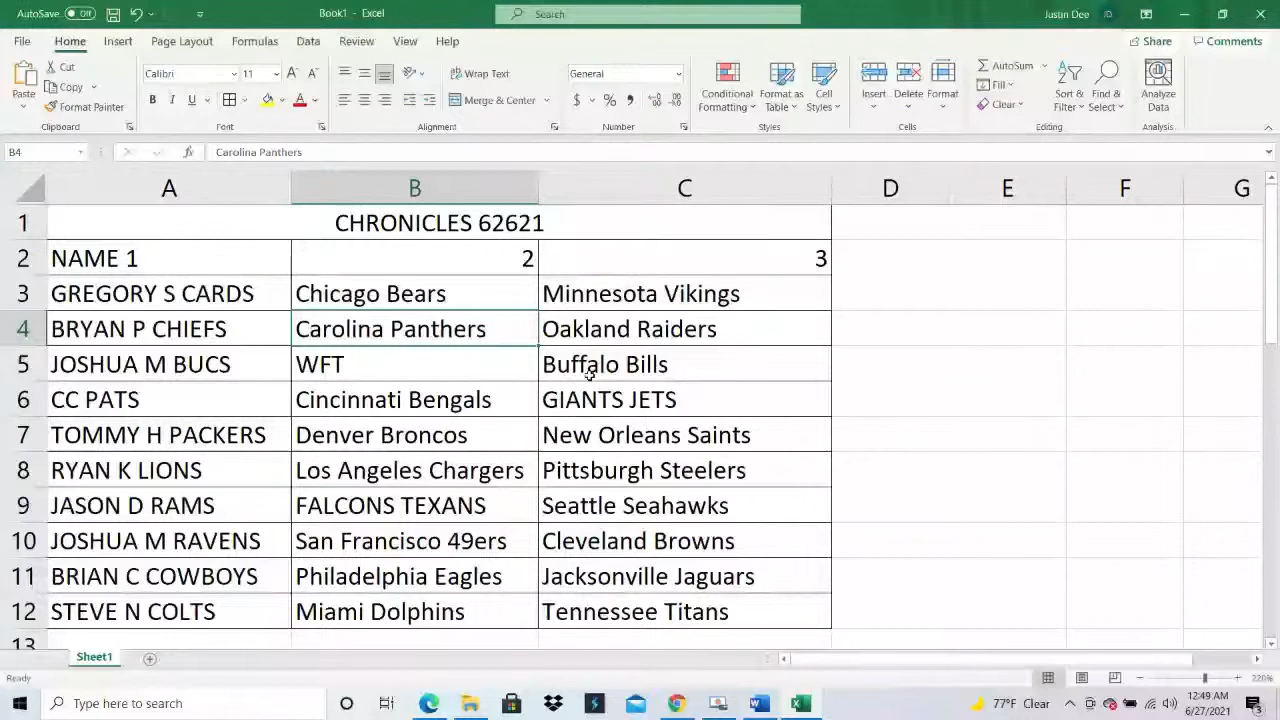 AutoSave Off Book1 - Excel Search Justin Dee
File Home Insert Page Layout Formulas Data Review View Help Share Comments
Cut
Copy
Format Painter
Paste
Calibri 11
B I U
A
Wrap Text
Merge & Center
General
$ %
Conditional Formatting
Format as Table
Cell Styles
Insert Delete Format
AutoSum
Fill
Clear
Sort & Filter
Find & Select
Analyze Data
Clipboard Font Alignment Number Styles Cells Editing Analysis
B4 fx Carolina Panthers
A B C D E F G
1 CHRONICLES 62621
2 NAME 1 2 3
3 GREGORY S CARDS Chicago Bears Minnesota Vikings
4 BRYAN P CHIEFS Carolina Panthers Oakland Raiders
5 JOSHUA M BUCS WFT Buffalo Bills
6 CC PATS Cincinnati Bengals GIANTS JETS
7 TOMMY H PACKERS Denver Broncos New Orleans Saints
8 RYAN K LIONS Los Angeles Chargers Pittsburgh Steelers
9 JASON D RAMS FALCONS TEXANS Seattle Seahawks
10 JOSHUA M RAVENS San Francisco 49ers Cleveland Browns
11 BRIAN C COWBOYS Philadelphia Eagles Jacksonville Jaguars
12 STEVE N COLTS Miami Dolphins Tennessee Titans
13
Sheet1
Ready 220%
Type here to search 77°F Clear 12:49 AM
6/27/2021